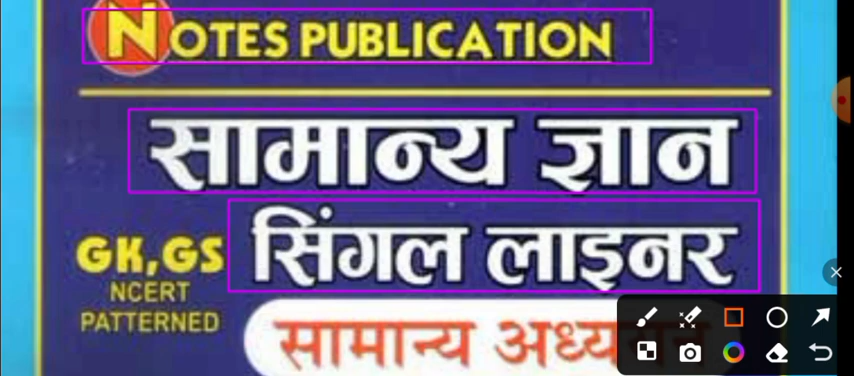 NOTES PUBLICATION
सामान्य ज्ञान
GK,GS
सिंगल लाइनर
NCERT
PATTERNED
सामान्य